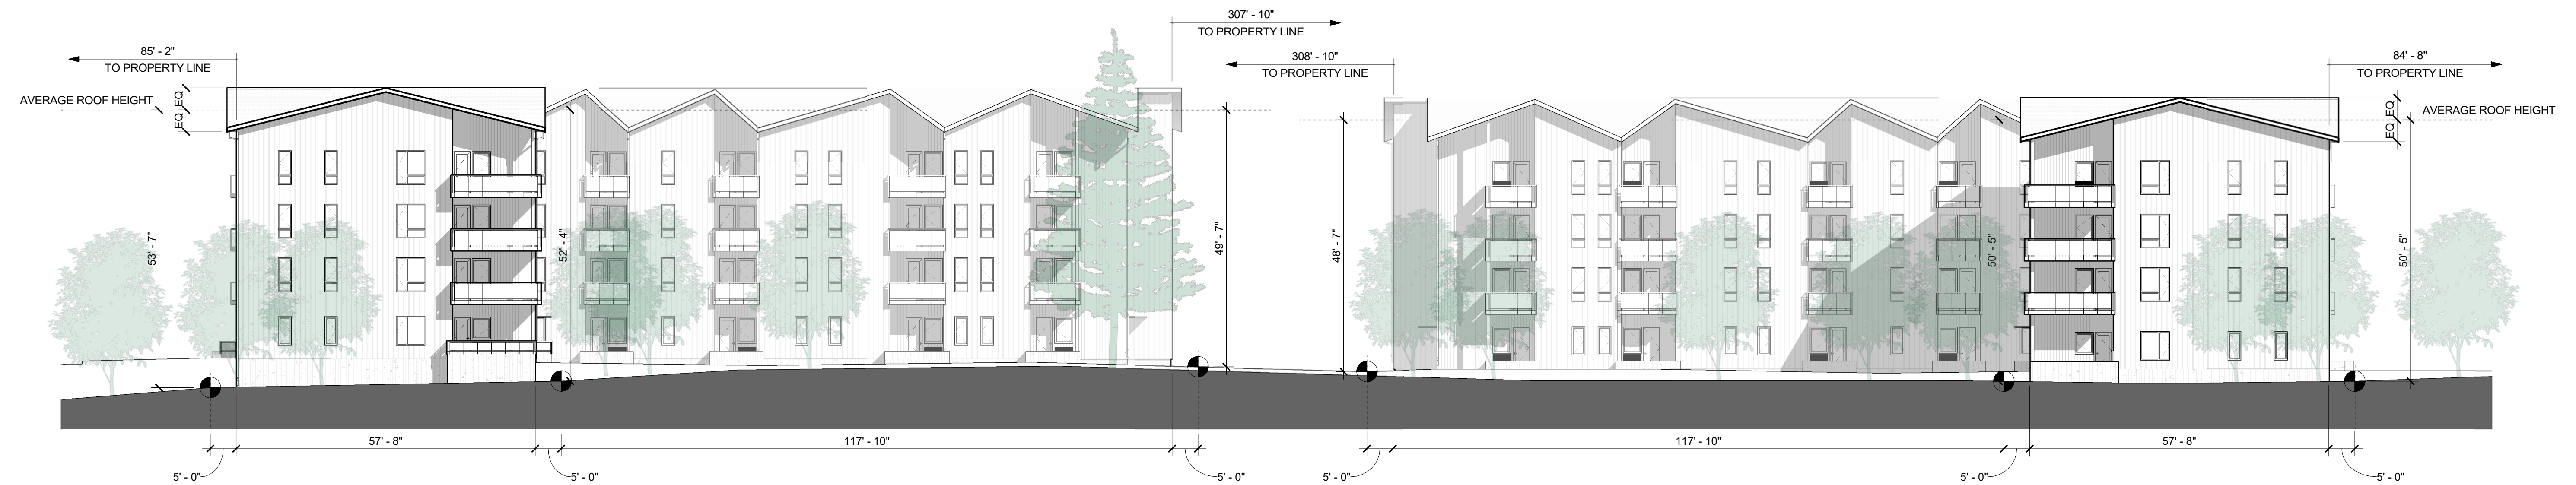 307' - 10"
TO PROPERTY LINE
85' - 2"
TO PROPERTY LINE
308' - 10"
TO PROPERTY LINE
84' - 8"
TO PROPERTY LINE
AVERAGE ROOF HEIGHT
EQ
EQ
EQ
EQ
AVERAGE ROOF HEIGHT
53' - 7"
52' - 4"
49' - 7"
48' - 7"
50' - 5"
50' - 5"
57' - 8"
117' - 10"
117' - 10"
57' - 8"
5' - 0"
5' - 0"
5' - 0"
5' - 0"
5' - 0"
5' - 0"